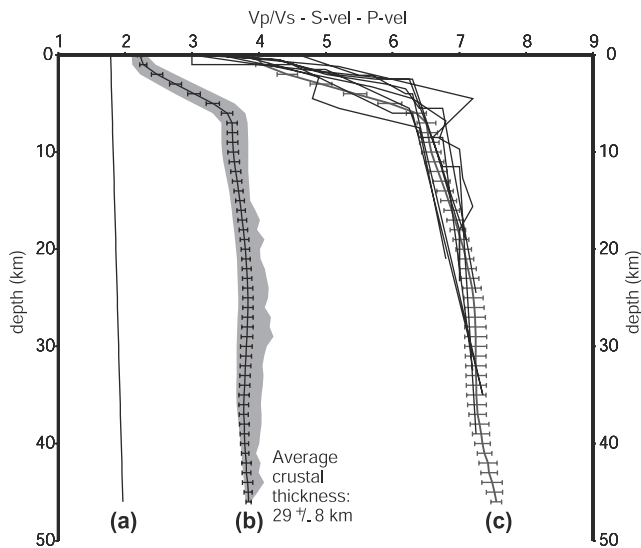 Vp/Vs - S-vel - P-vel
1 2 3 4 5 6 7 8 9
0 0
10 10
20 20
30 30
40 40
50 50
depth (km)
depth (km)
Average
crustal
thickness:
29 +/- 8 km
(a) (b) (c)